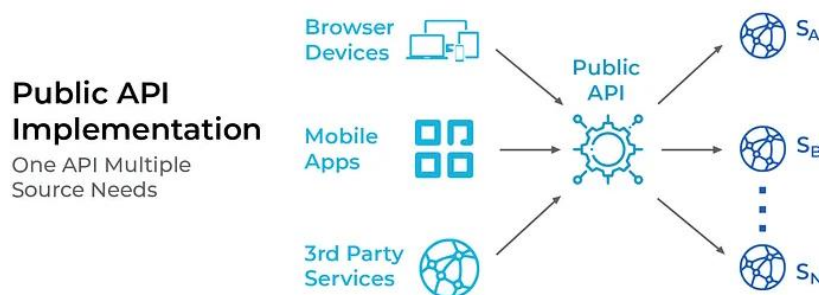 Public API
Implementation
One API Multiple
Source Needs
Browser
Devices
Mobile
Apps
3rd Party
Services
Public
API
SA
SB
SN